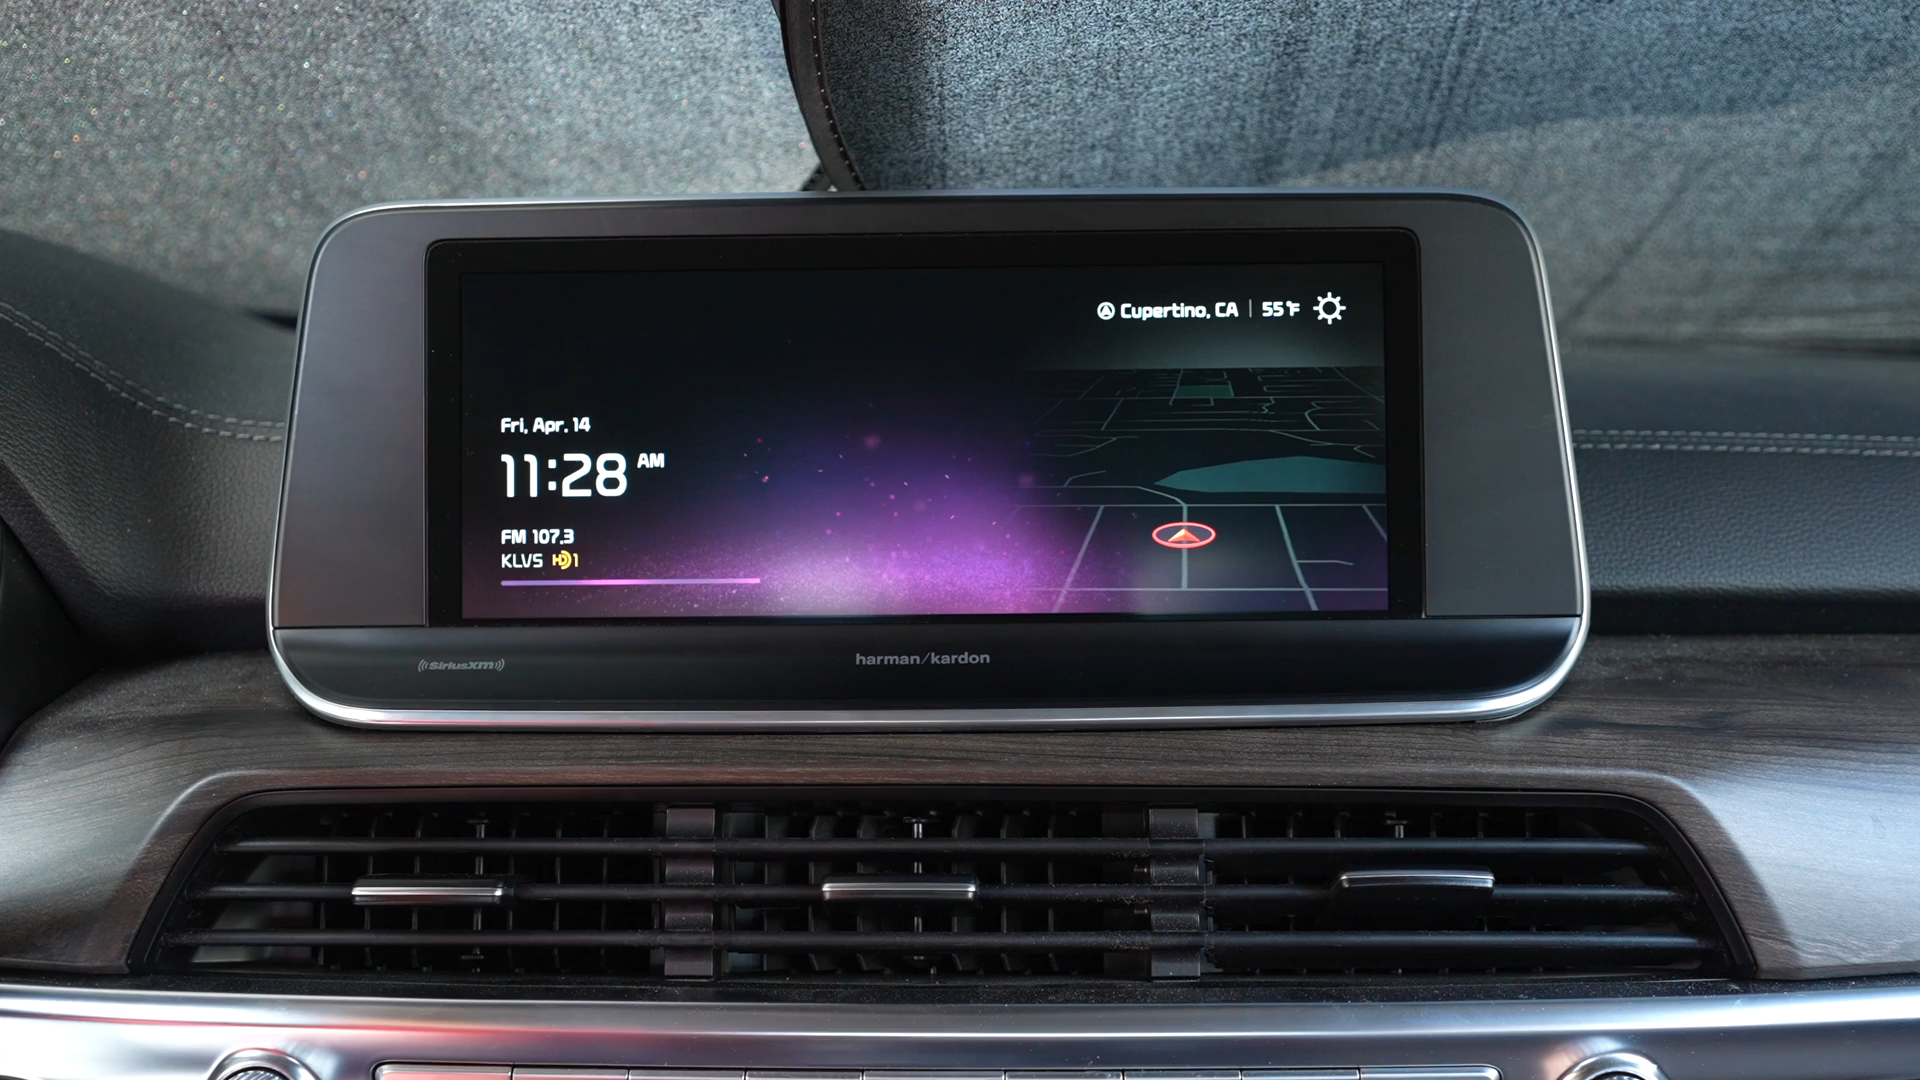 Cupertino, CA | 55°F
Fri, Apr. 14
11:28 AM
FM 107.3
KLVS HD1
((SiriusXM))
harman/kardon